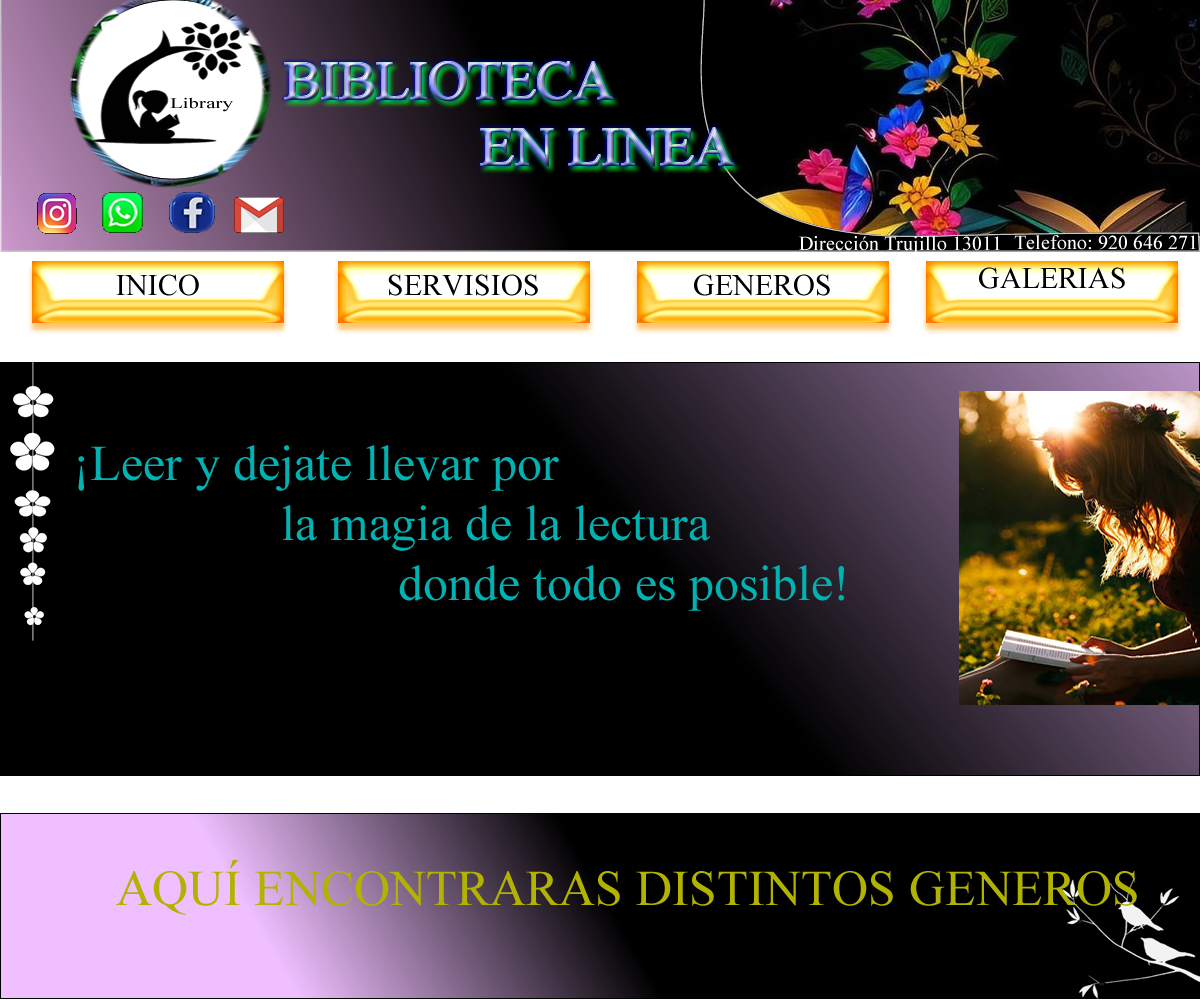 Library
BIBLIOTECA
EN LINEA
Dirección Trujillo 13011 Telefono: 920 646 271
INICO
SERVISIOS
GENEROS
GALERIAS
¡Leer y dejate llevar por
la magia de la lectura
donde todo es posible!
AQUÍ ENCONTRARAS DISTINTOS GENEROS